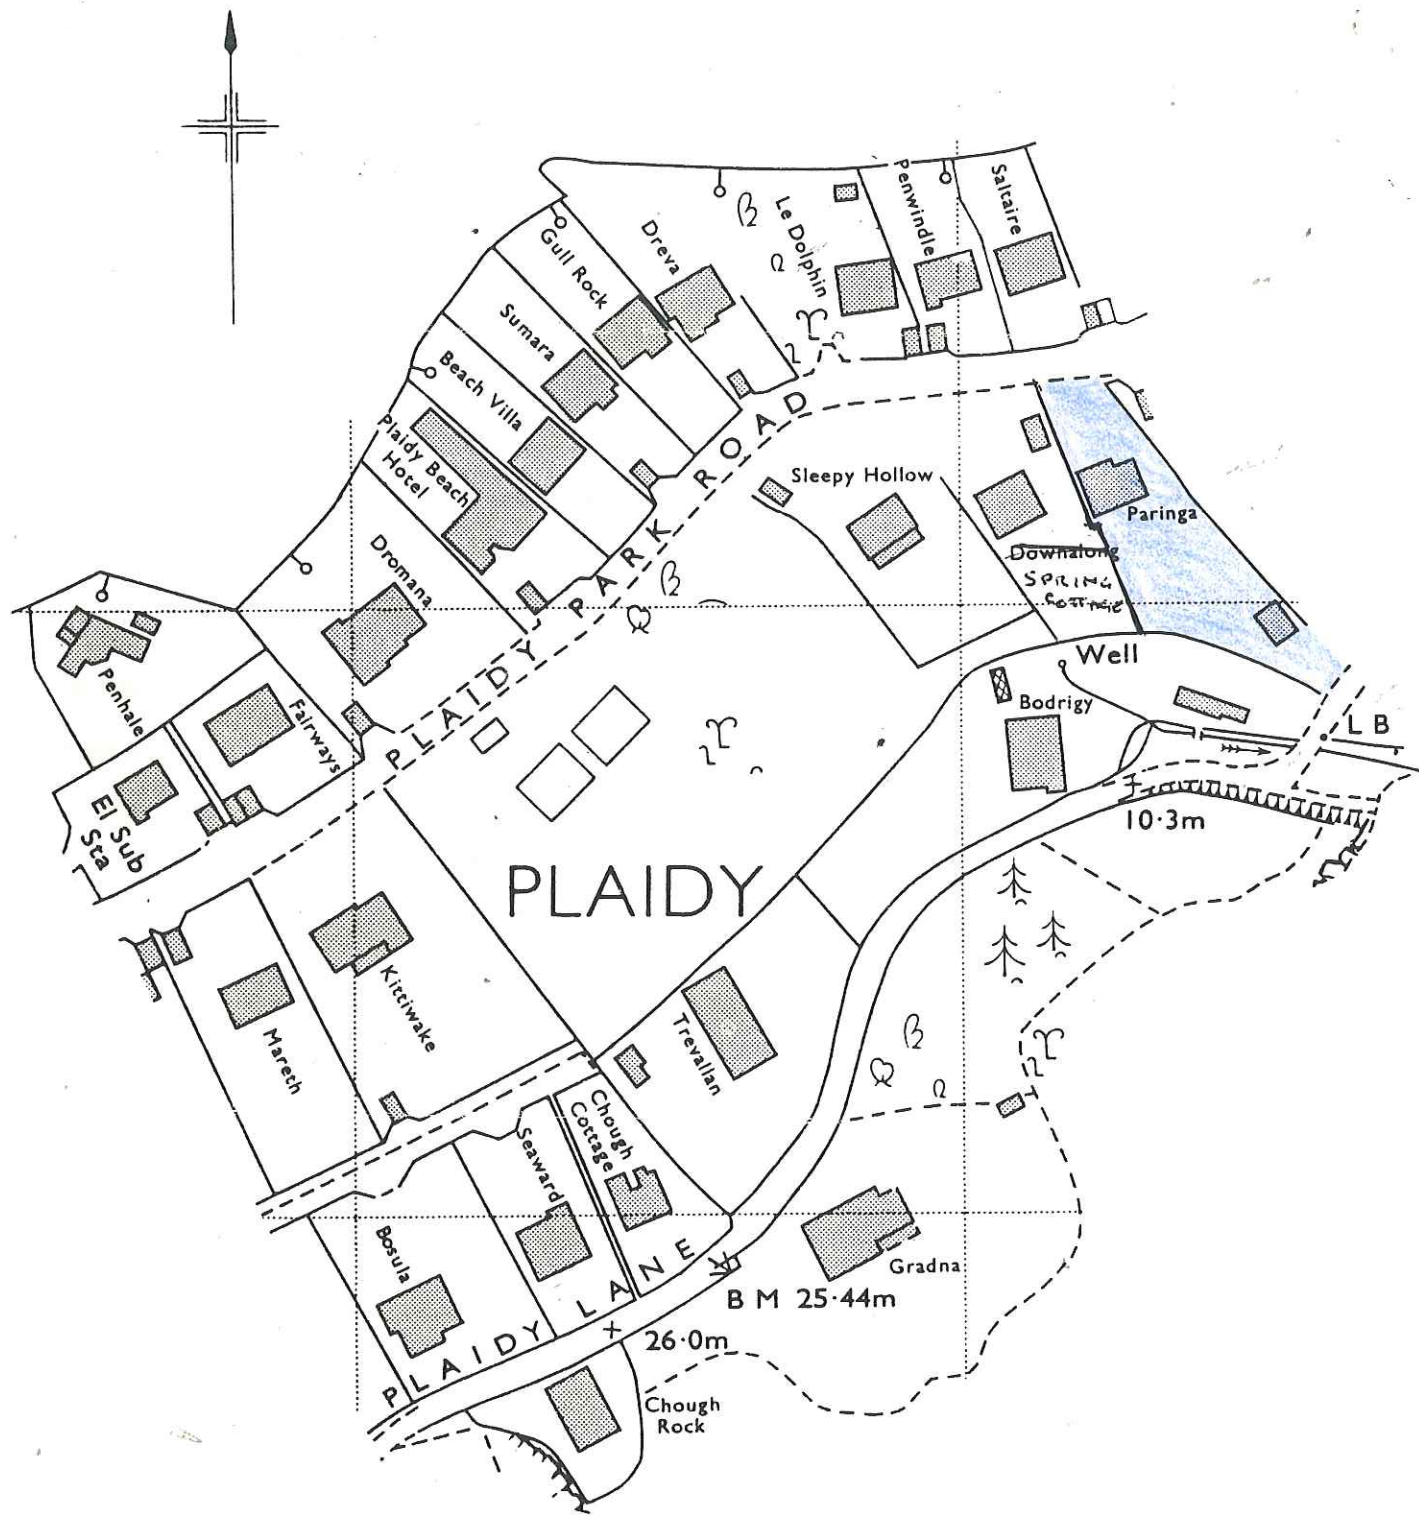 Saltaire
Penwindle
Le Dolphin
Dreva
Gull Rock
Sumara
Beach Villa
Plaidy Beach
Hotel
PLAIDY PARK ROAD
Sleepy Hollow
Paringa
Downalong
SPRING
COTTAGE
Dromana
Well
Penhale
Fairways
Bodrigy
L B
El Sub
Sta
10·3m
PLAIDY
Kittiwake
Mareth
Trevallan
Chough
Cottage
Seaward
Bosula
Gradna
B M 25·44m
PLAIDY LANE
26·0m
Chough
Rock